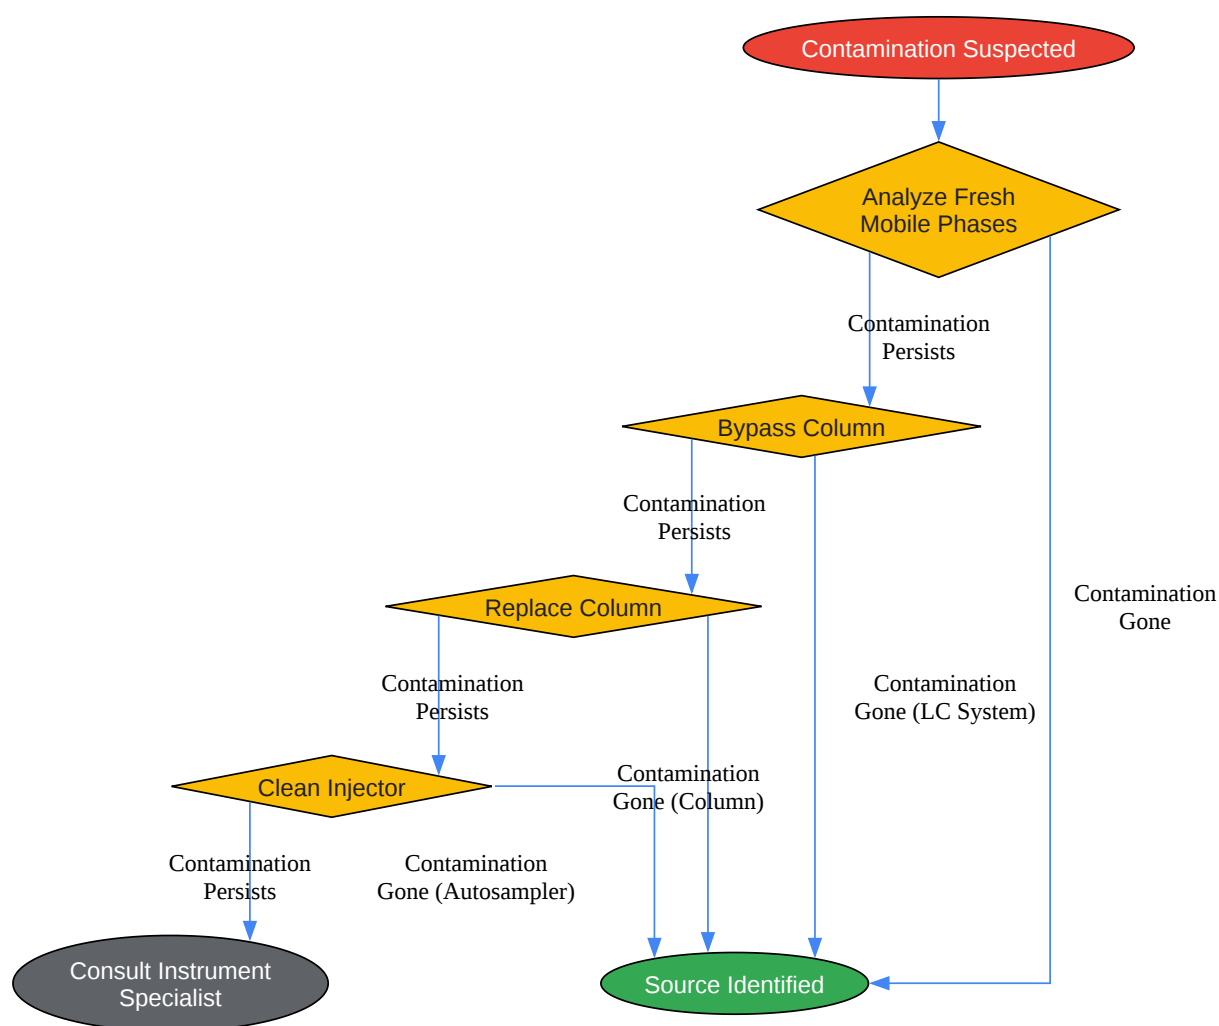 Contamination Suspected
Analyze Fresh
Mobile Phases
Contamination
Persists
Bypass Column
Contamination
Persists
Contamination
Gone
Replace Column
Contamination
Persists
Contamination
Gone (LC System)
Contamination
Gone (Column)
Clean Injector
Contamination
Persists
Contamination
Gone (Autosampler)
Consult Instrument
Specialist
Source Identified